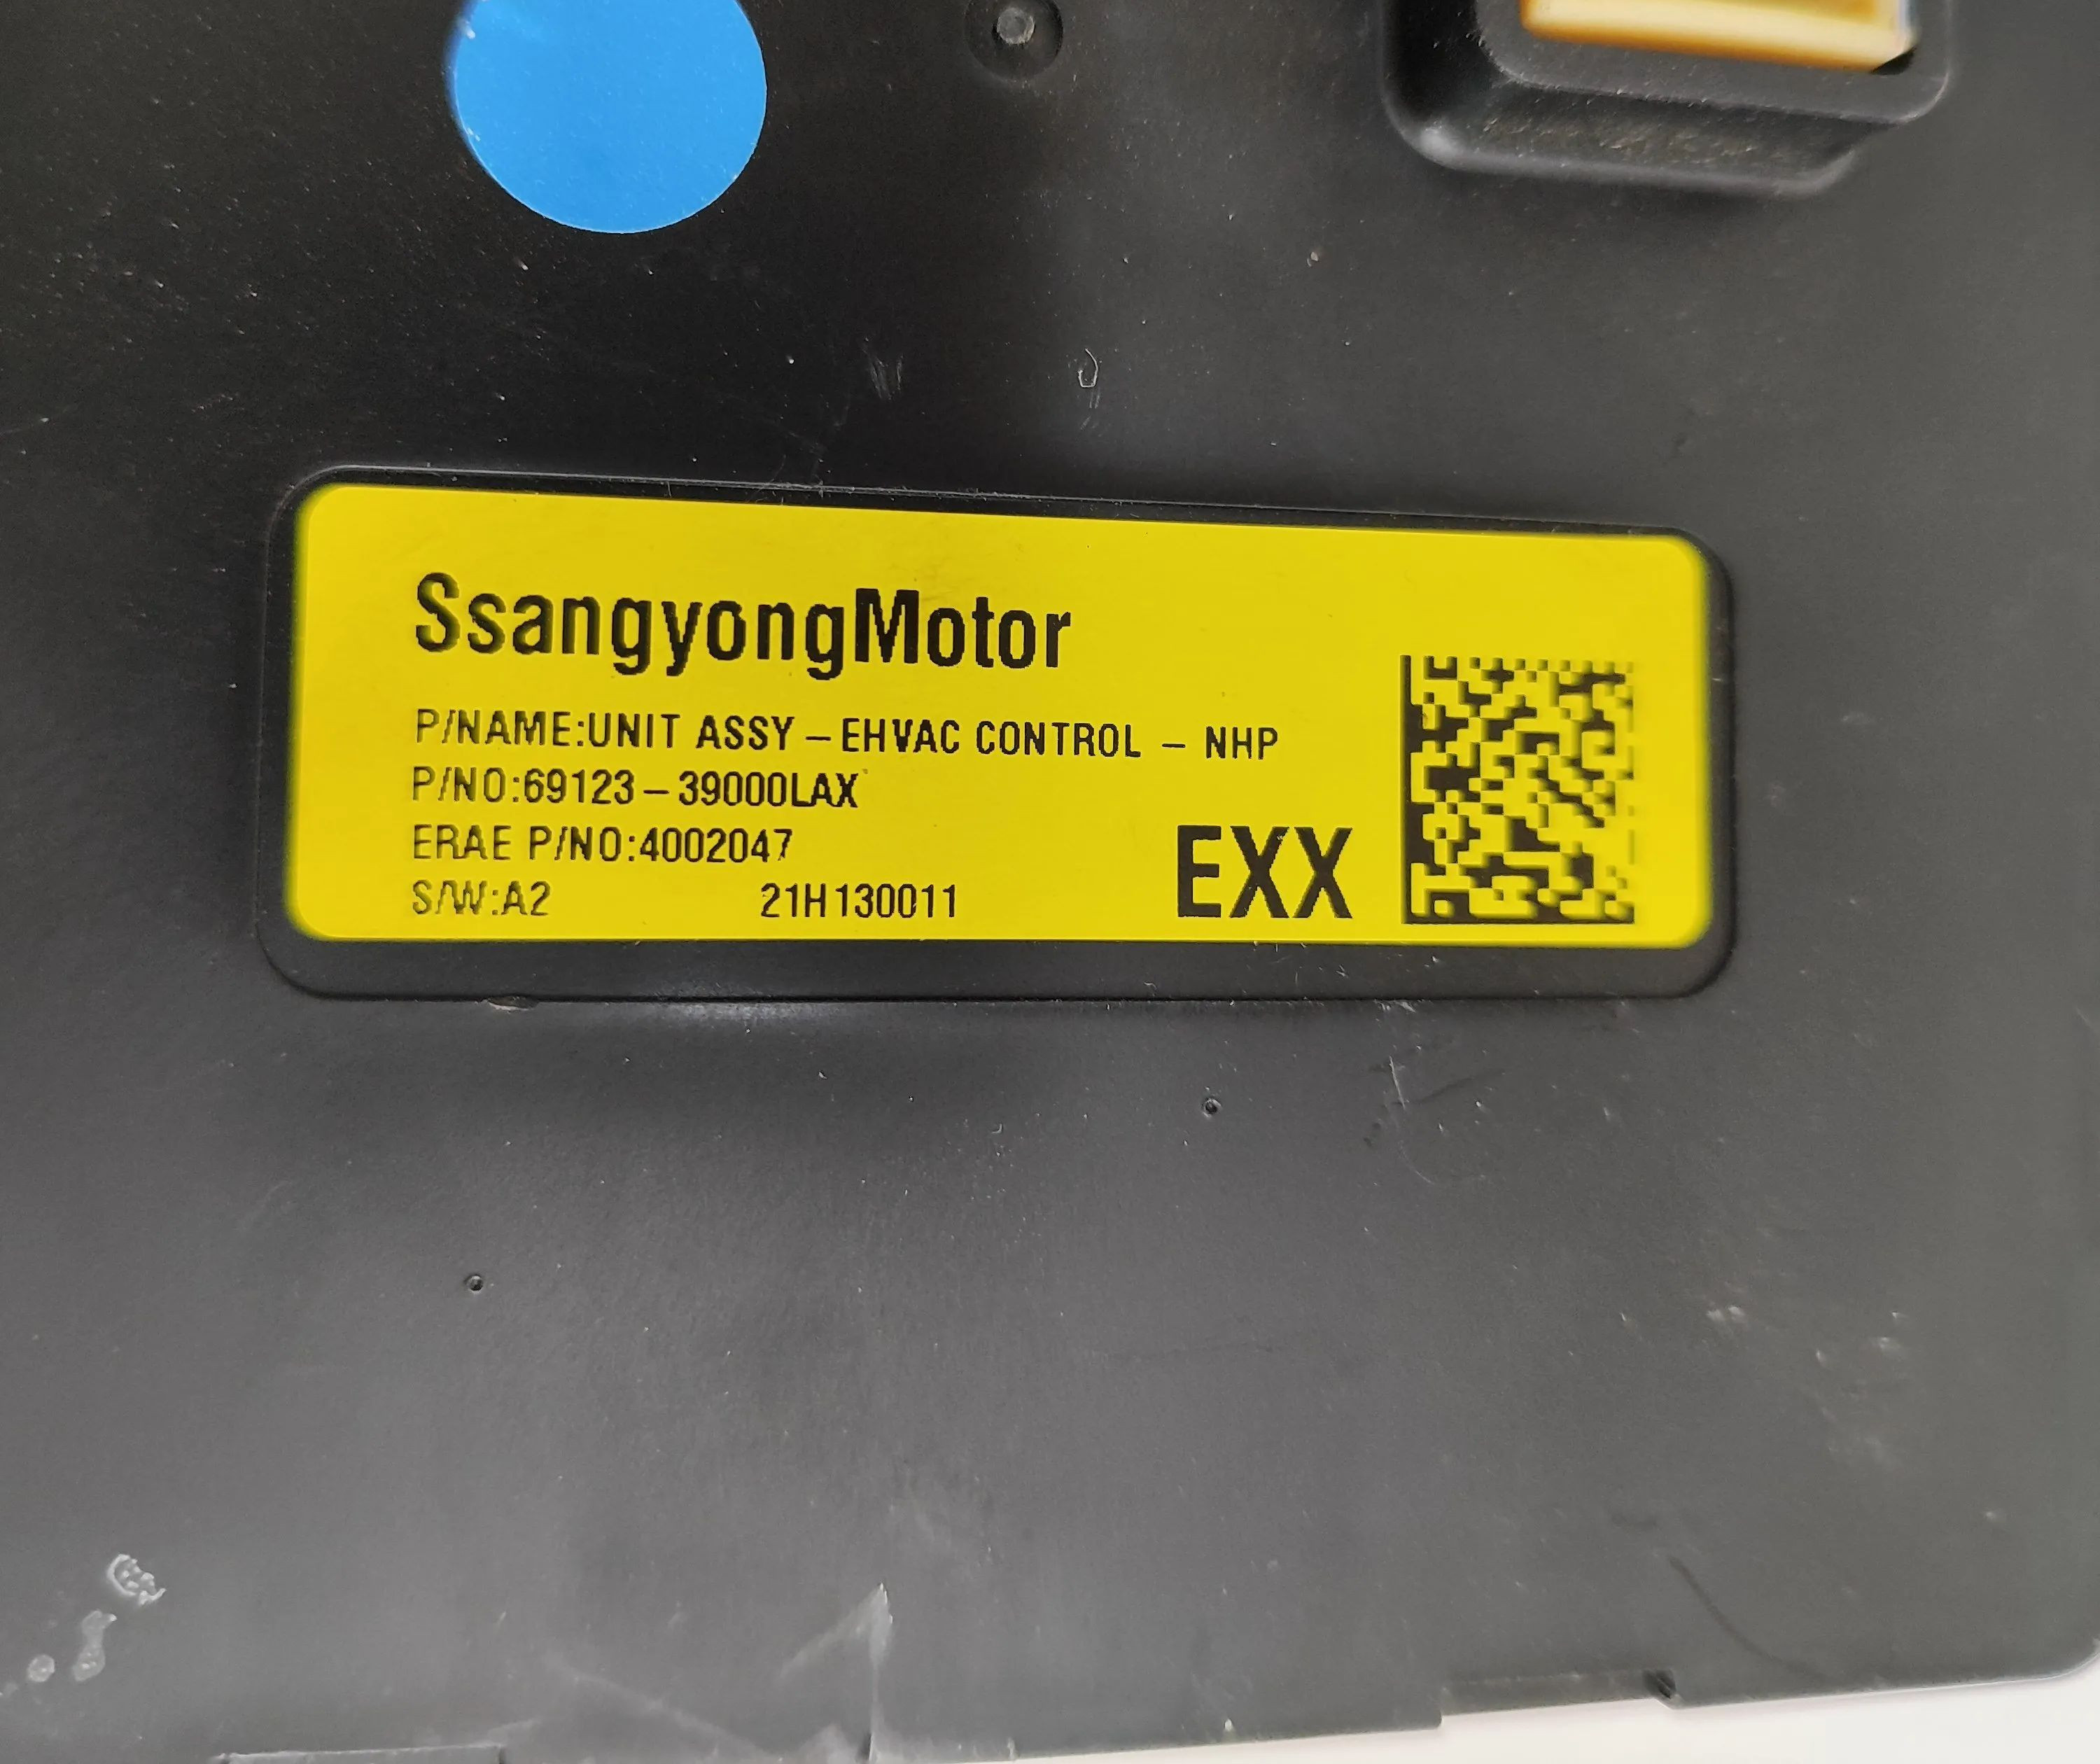 SsangyongMotor
P/NAME:UNIT ASSY – EHVAC CONTROL – NHP
P/NO:69123 – 39000LAX
ERAE P/NO:4002047
S/W:A2 21H130011 EXX